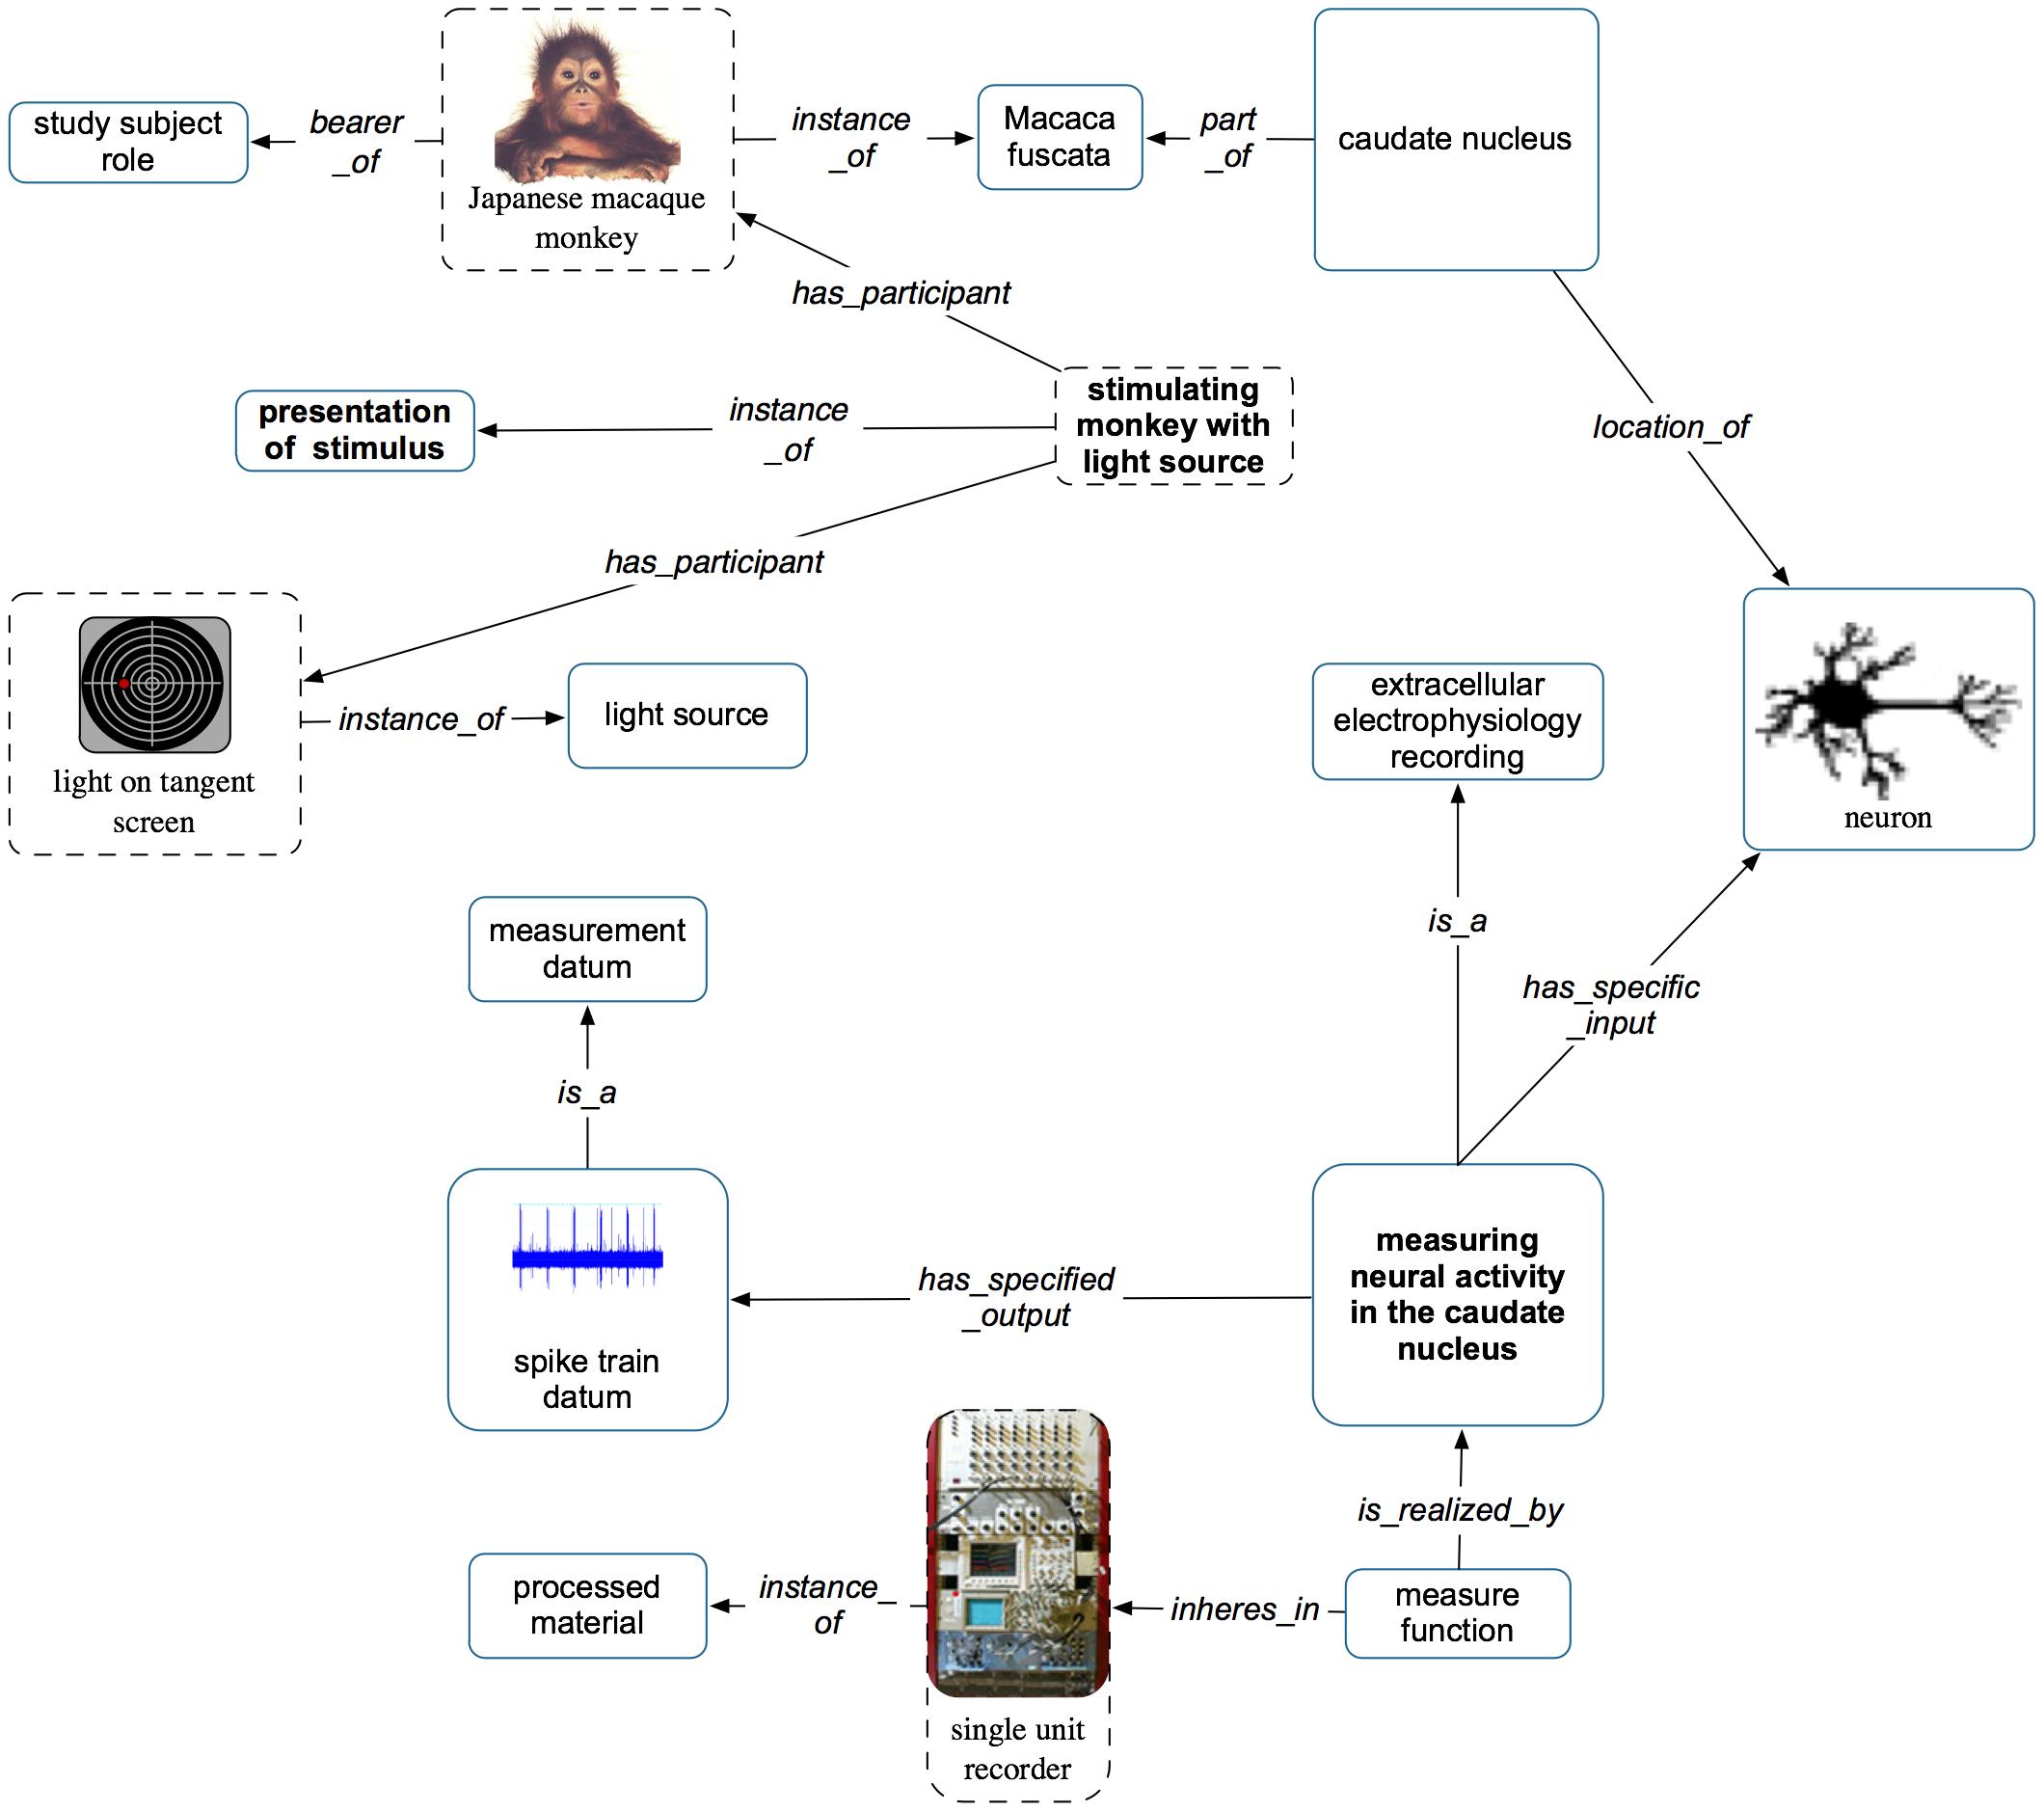 study subject
role
bearer
_of
Japanese macaque
monkey
instance
_of
Macaca
fuscata
part
_of
caudate nucleus
has_participant
location_of
presentation
of stimulus
instance
_of
stimulating
monkey with
light source
has_participant
light on tangent
screen
instance_of
light source
extracellular
electrophysiology
recording
neuron
measurement
datum
is_a
is_a
has_specific
_input
spike train
datum
has_specified
_output
measuring
neural activity
in the caudate
nucleus
is_realized_by
processed
material
instance_
of
single unit
recorder
inheres_in
measure
function